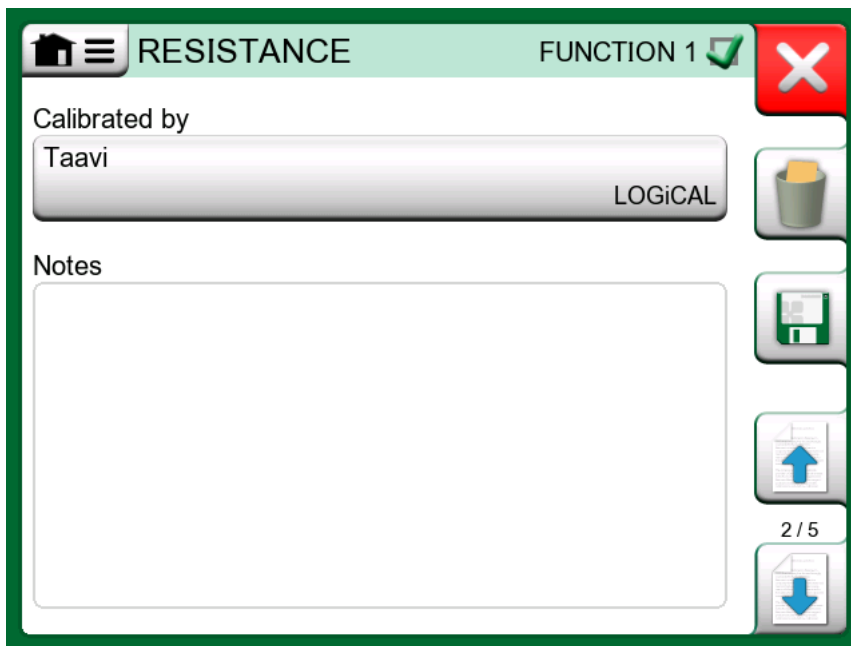 RESISTANCE
FUNCTION 1
Calibrated by
Taavi
LOGiCAL
Notes
2 / 5